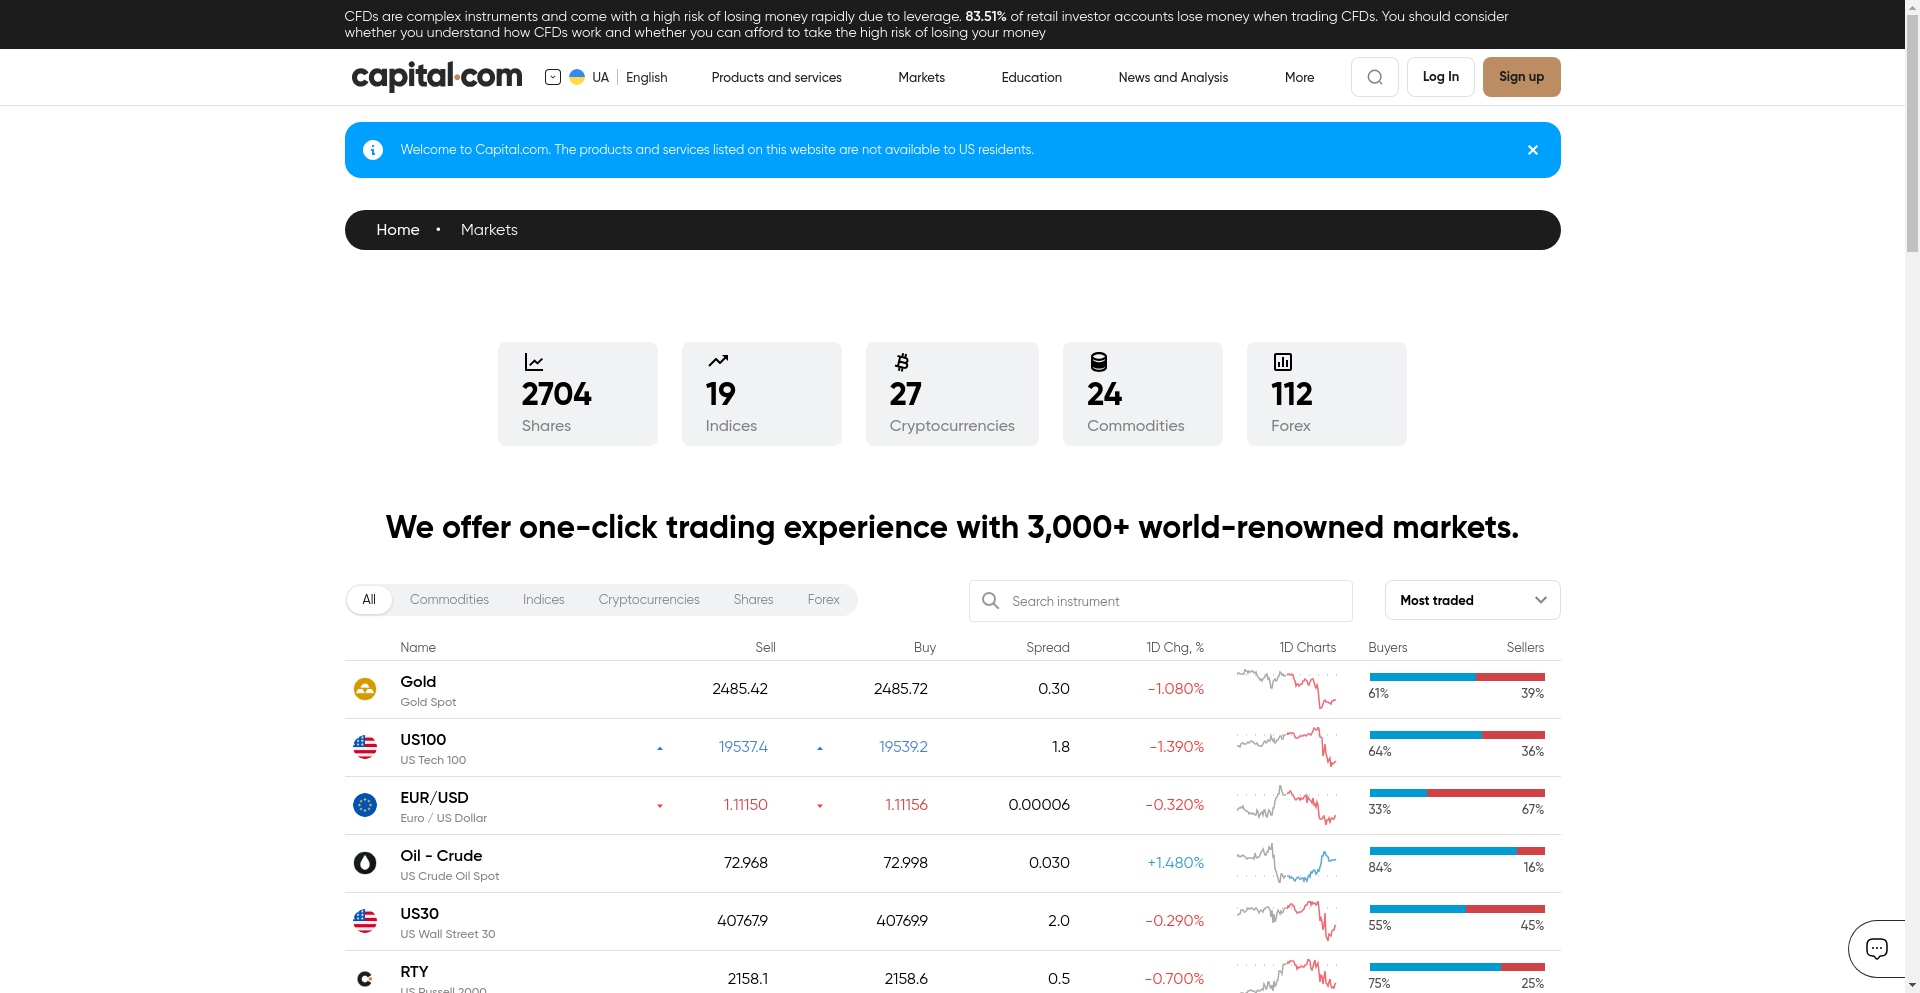 CFDs are complex instruments and come with a high risk of losing money rapidly due to leverage. 83.51% of retail investor accounts lose money when trading CFDs. You should consider
whether you understand how CFDs work and whether you can afford to take the high risk of losing your money
capital.com
UA English
Products and services
Markets
Education
News and Analysis
More
Log In
Sign up
Welcome to Capital.com. The products and services listed on this website are not available to US residents.
Home • Markets
2704
Shares
19
Indices
27
Cryptocurrencies
24
Commodities
112
Forex
We offer one-click trading experience with 3,000+ world-renowned markets.
All Commodities Indices Cryptocurrencies Shares Forex
Search instrument
Most traded
Name Sell Buy Spread 1D Chg, % 1D Charts Buyers Sellers
Gold
Gold Spot
2485.42 2485.72 0.30 -1.080%
61% 39%
US100
US Tech 100
19537.4 19539.2 1.8 -1.390%
64% 36%
EUR/USD
Euro / US Dollar
1.11150 1.11156 0.00006 -0.320%
33% 67%
Oil - Crude
US Crude Oil Spot
72.968 72.998 0.030 +1.480%
84% 16%
US30
US Wall Street 30
40767.9 40769.9 2.0 -0.290%
55% 45%
RTY
US Russell 2000
2158.1 2158.6 0.5 -0.700%
75% 25%